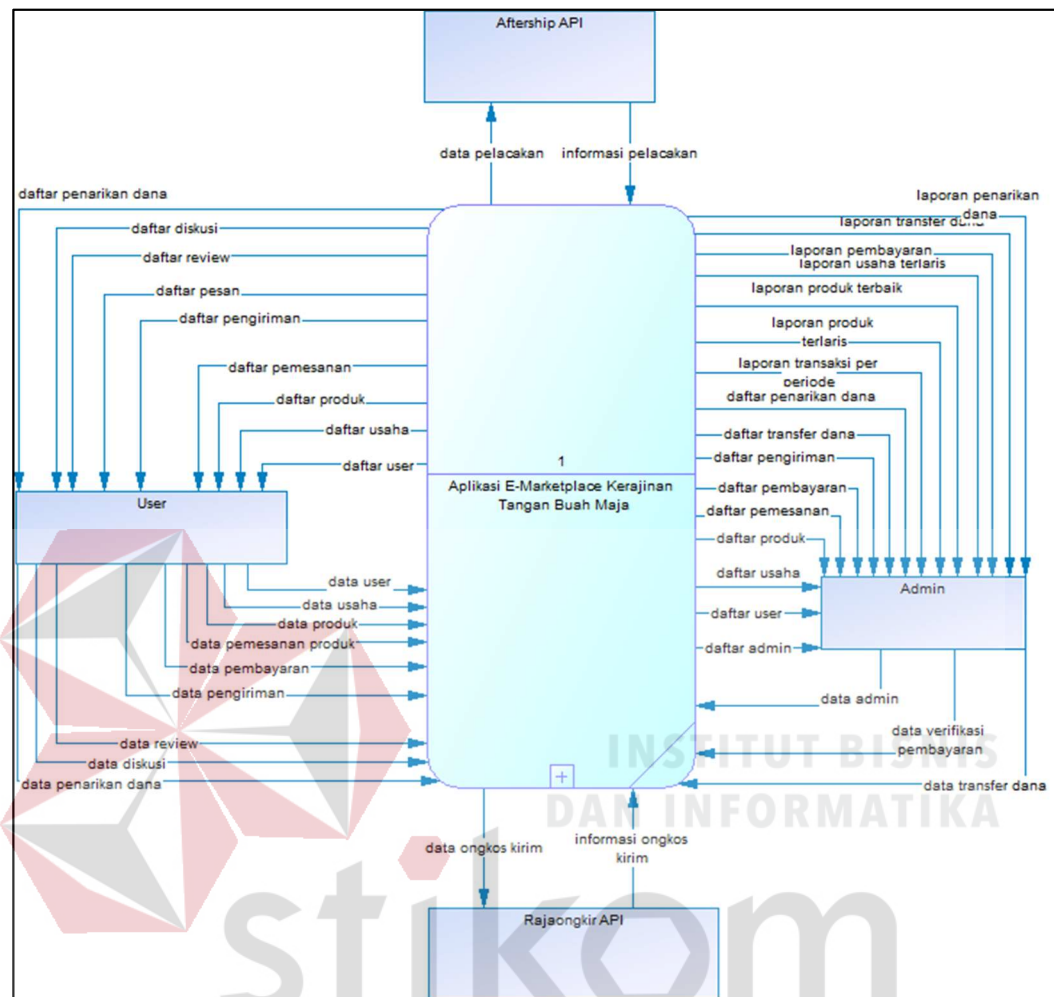 Aftership API
data pelacakan
informasi pelacakan
daftar penarikan dana
daftar diskusi
daftar review
daftar pesan
daftar pengiriman
daftar pemesanan
daftar produk
daftar usaha
daftar user
laporan penarikan
dana
laporan transfer dana
laporan pembayaran
laporan usaha terlaris
laporan produk terbaik
laporan produk
terlaris
laporan transaksi per
periode
daftar penarikan dana
daftar transfer dana
daftar pengiriman
daftar pembayaran
daftar pemesanan
daftar produk
daftar usaha
daftar user
daftar admin
1
Aplikasi E-Marketplace Kerajinan
Tangan Buah Maja
User
Admin
data user
data usaha
data produk
data pemesanan produk
data pembayaran
data pengiriman
data review
data diskusi
data penarikan dana
data admin
data verifikasi
pembayaran
data transfer dana
INSTITUT BISNIS
DAN INFORMATIKA
data ongkos kirim
informasi ongkos
kirim
Rajaongkir API
stikom